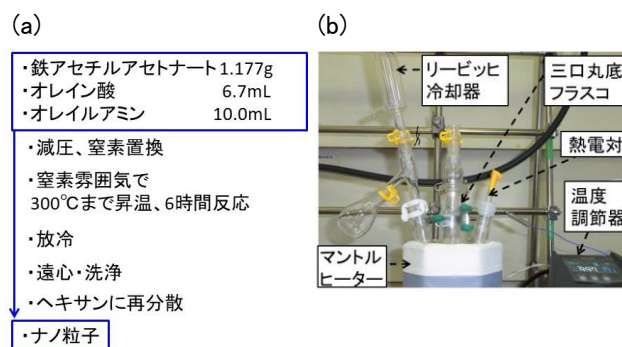 (a)
・鉄アセチルアセトナート 1.177g
・オレイン酸 6.7mL
・オレイルアミン 10.0mL
・減圧、窒素置換
・窒素雰囲気で
300℃まで昇温、6時間反応
・放冷
・遠心・洗浄
・ヘキサンに再分散
・ナノ粒子
(b)
リービッヒ
冷却器
三口丸底
フラスコ
熱電対
温度
調節器
マントル
ヒーター